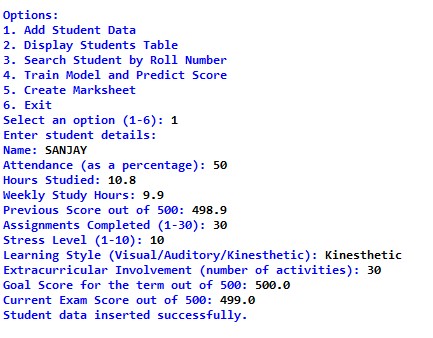 Options:
1. Add Student Data
2. Display Students Table
3. Search Student by Roll Number
4. Train Model and Predict Score
5. Create Marksheet
6. Exit
Select an option (1-6): 1
Enter student details:
Name: SANJAY
Attendance (as a percentage): 50
Hours Studied: 10.8
Weekly Study Hours: 9.9
Previous Score out of 500: 498.9
Assignments Completed (1-30): 30
Stress Level (1-10): 10
Learning Style (Visual/Auditory/Kinesthetic): Kinesthetic
Extracurricular Involvement (number of activities): 30
Goal Score for the term out of 500: 500.0
Current Exam Score out of 500: 499.0
Student data inserted successfully.